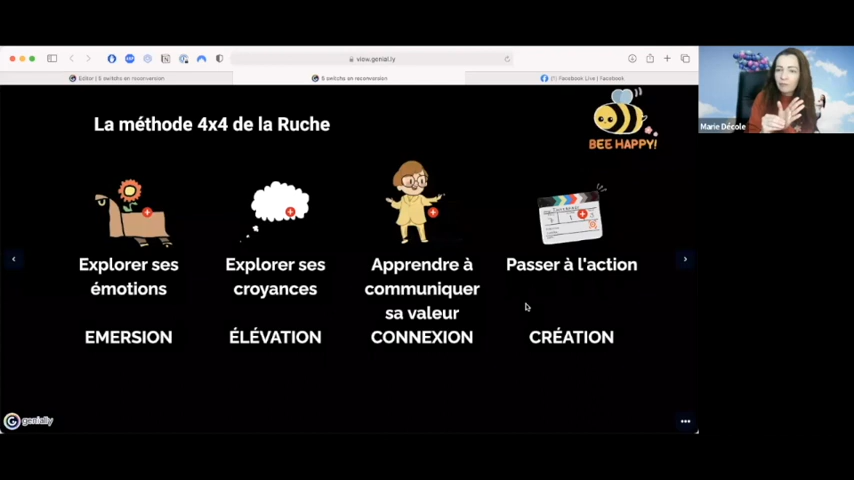 view.genial.ly
Editor | 5 switchs en reconversion
5 switchs en reconversion
(1) Facebook Live | Facebook
La méthode 4x4 de la Ruche
BEE HAPPY!
Marie Décole
Explorer ses
émotions
EMERSION
Explorer ses
croyances
ÉLÉVATION
Apprendre à
communiquer
sa valeur
CONNEXION
Passer à l'action
CRÉATION
genially